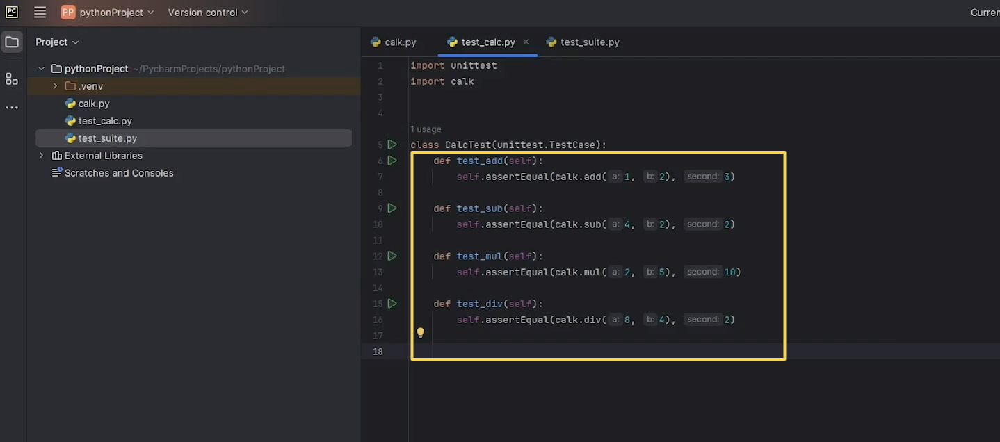 PC PP pythonProject Version control Curren
Project
calk.py test_calc.py × test_suite.py
pythonProject ~/PycharmProjects/pythonProject
.venv
calk.py
test_calc.py
test_suite.py
External Libraries
Scratches and Consoles
1 import unittest
2 import calk
3
4
1 usage
5 class CalcTest(unittest.TestCase):
6 def test_add(self):
7 self.assertEqual(calk.add( a: 1, b: 2), second: 3)
8
9 def test_sub(self):
10 self.assertEqual(calk.sub( a: 4, b: 2), second: 2)
11
12 def test_mul(self):
13 self.assertEqual(calk.mul( a: 2, b: 5), second: 10)
14
15 def test_div(self):
16 self.assertEqual(calk.div( a: 8, b: 4), second: 2)
17
18